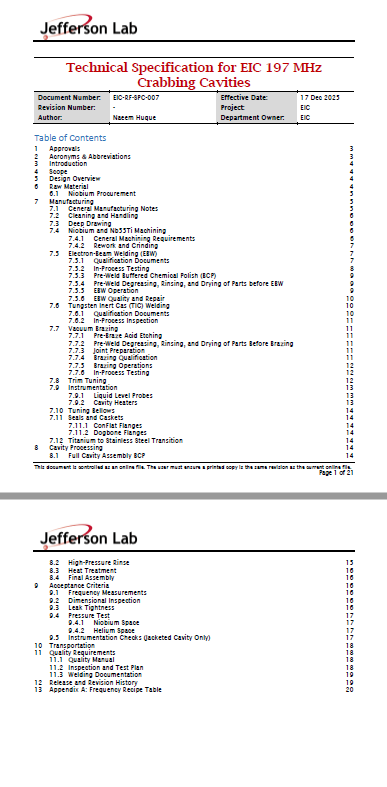 Jefferson Lab
Technical Specification for EIC 197 MHz
Crabbing Cavities
Document Number: EIC-RF-SPC-007 Effective Date: 17 Dec 2025
Revision Number: - Project: EIC
Author: Naeem Huque Department Owner: EIC
Table of Contents
1 Approvals 3
2 Acronyms & Abbreviations 3
3 Introduction 4
4 Scope 4
5 Design Overview 4
6 Raw Material 4
6.1 Niobium Procurement 5
7 Manufacturing 5
7.1 General Manufacturing Notes 5
7.2 Cleaning and Handling 6
7.3 Deep Drawing 6
7.4 Niobium and Nb55Ti Machining 6
7.4.1 General Machining Requirements 6
7.4.2 Rework and Grinding 7
7.5 Electron-Beam Welding (EBW) 7
7.5.1 Qualification Documents 7
7.5.2 In-Process Testing 8
7.5.3 Pre-Weld Buffered Chemical Polish (BCP) 9
7.5.4 Pre-Weld Degreasing, Rinsing, and Drying of Parts before EBW 9
7.5.5 EBW Operation 9
7.5.6 EBW Quality and Repair 10
7.6 Tungsten Inert Gas (TIG) Welding 10
7.6.1 Qualification Documents 10
7.6.2 In-Process Inspection 11
7.7 Vacuum Brazing 11
7.7.1 Pre-Braze Acid Etching 11
7.7.2 Pre-Weld Degreasing, Rinsing, and Drying of Parts Before Brazing 11
7.7.3 Joint Preparation 11
7.7.4 Brazing Qualification 11
7.7.5 Brazing Operations 12
7.7.6 In-Process Testing 12
7.8 Trim Tuning 12
7.9 Instrumentation 13
7.9.1 Liquid Level Probes 13
7.9.2 Cavity Heaters 13
7.10 Tuning Bellows 14
7.11 Seals and Gaskets 14
7.11.1 ConFlat Flanges 14
7.11.2 Dogbone Flanges 14
7.12 Titanium to Stainless Steel Transition 14
8 Cavity Processing 14
8.1 Full Cavity Assembly BCP 14
This document is controlled as an online file. The user must ensure a printed copy is the same revision as the current online file.
Page 1 of 21
Jefferson Lab
8.2 High-Pressure Rinse 15
8.3 Heat Treatment 16
8.4 Final Assembly 16
9 Acceptance Criteria 16
9.1 Frequency Measurements 16
9.2 Dimensional Inspection 16
9.3 Leak Tightness 16
9.4 Pressure Test 17
9.4.1 Niobium Space 17
9.4.2 Helium Space 17
9.5 Instrumentation Checks (Jacketed Cavity Only) 17
10 Transportation 18
11 Quality Requirements 18
11.1 Quality Manual 18
11.2 Inspection and Test Plan 18
11.3 Welding Documentation 19
12 Release and Revision History 19
13 Appendix A: Frequency Recipe Table 20